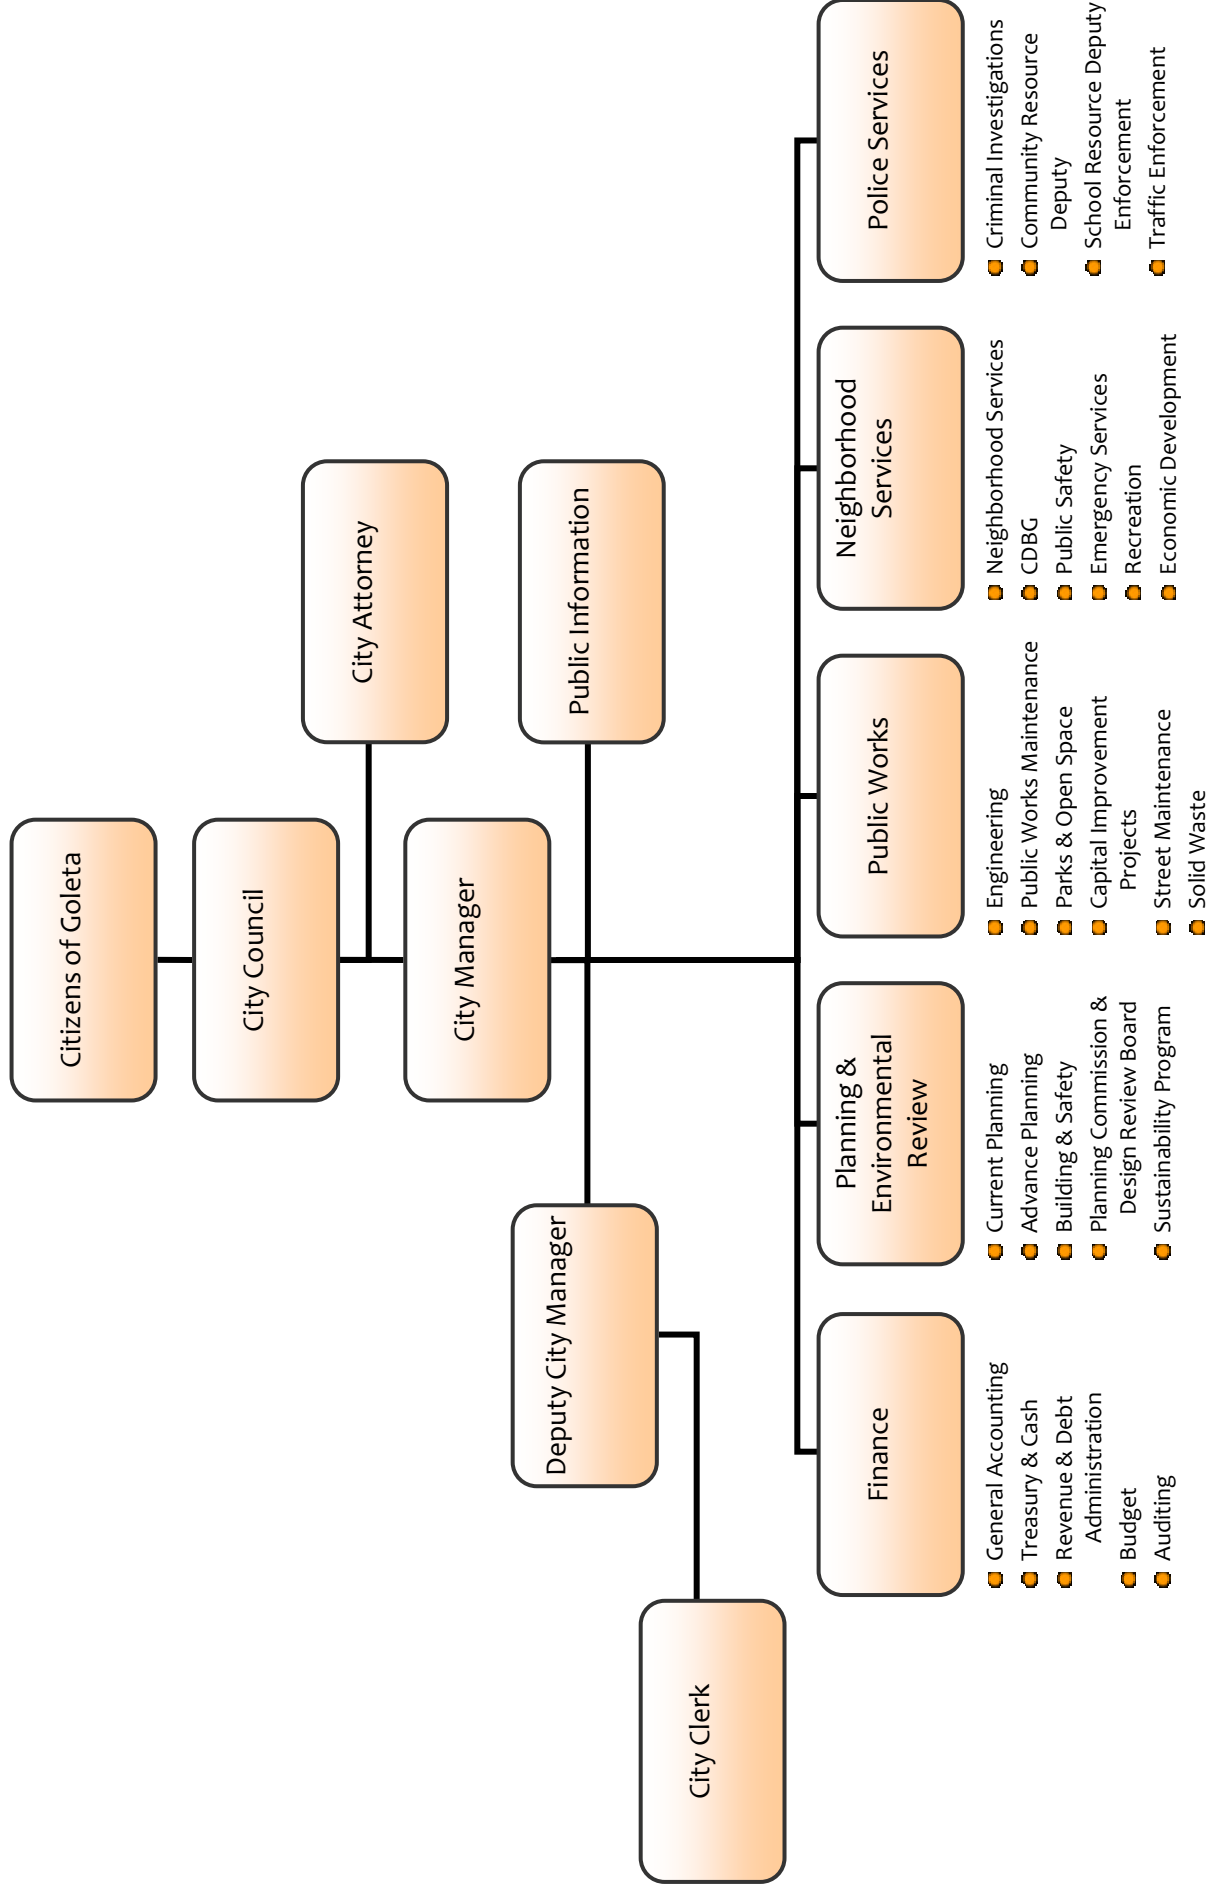 Citizens of Goleta
City Council
City Attorney
City Manager
Public Information
Deputy City Manager
City Clerk
Finance
General Accounting
Treasury & Cash
Revenue & Debt
Administration
Budget
Auditing
Planning &
Environmental
Review
Current Planning
Advance Planning
Building & Safety
Planning Commission &
Design Review Board
Sustainability Program
Public Works
Engineering
Public Works Maintenance
Parks & Open Space
Capital Improvement
Projects
Street Maintenance
Solid Waste
Neighborhood
Services
Neighborhood Services
CDBG
Public Safety
Emergency Services
Recreation
Economic Development
Police Services
Criminal Investigations
Community Resource
Deputy
School Resource Deputy
Enforcement
Traffic Enforcement